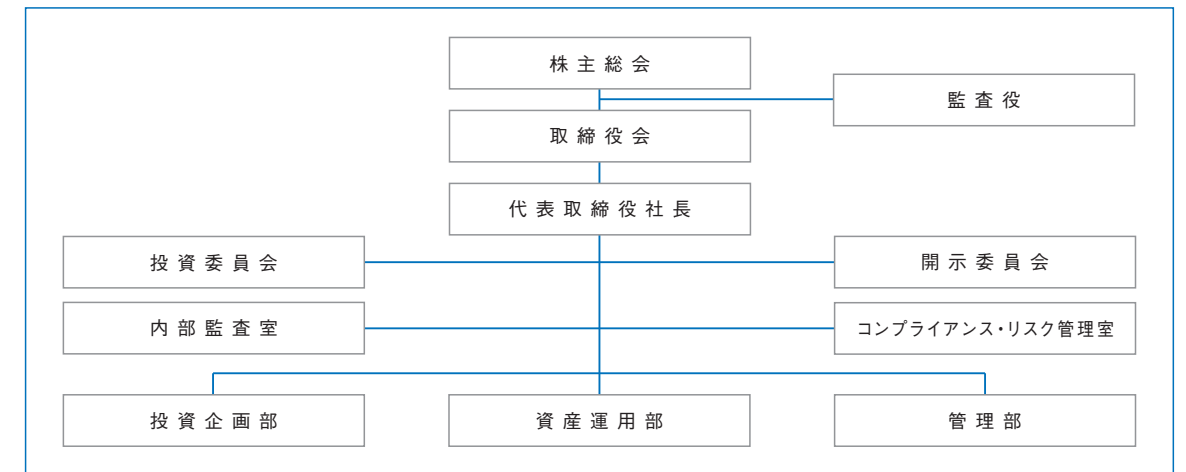 株主総会
監査役
取締役会
代表取締役社長
投資委員会
開示委員会
内部監査室
コンプライアンス・リスク管理室
投資企画部
資産運用部
管理部